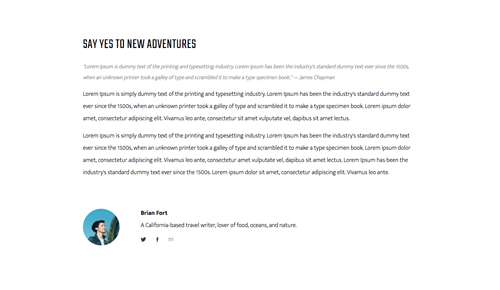 SAY YES TO NEW ADVENTURES
"Lorem Ipsum is dummy text of the printing and typesetting industry. Lorem Ipsum has been the industry's standard dummy text ever since the 1500s,
when an unknown printer took a galley of type and scrambled it to make a type specimen book." — James Chapman
Lorem Ipsum is simply dummy text of the printing and typesetting industry. Lorem Ipsum has been the industry's standard dummy text
ever since the 1500s, when an unknown printer took a galley of type and scrambled it to make a type specimen book. Lorem ipsum dolor
sit amet, consectetur adipiscing elit. Vivamus leo ante, consectetur sit amet vulputate vel, dapibus sit amet lectus.
Lorem Ipsum is simply dummy text of the printing and typesetting industry. Lorem Ipsum has been the industry's standard dummy text
ever since the 1500s, when an unknown printer took a galley of type and scrambled it to make a type specimen book. Lorem ipsum dolor
sit amet, consectetur adipiscing elit. Vivamus leo ante, consectetur sit amet vulputate vel, dapibus sit amet lectus. Lorem Ipsum has been the
industry's standard dummy text ever since the 1500s. Lorem ipsum dolor sit amet, consectetur adipiscing elit. Vivamus leo ante.
Brian Fort
A California-based travel writer, lover of food, oceans, and nature.